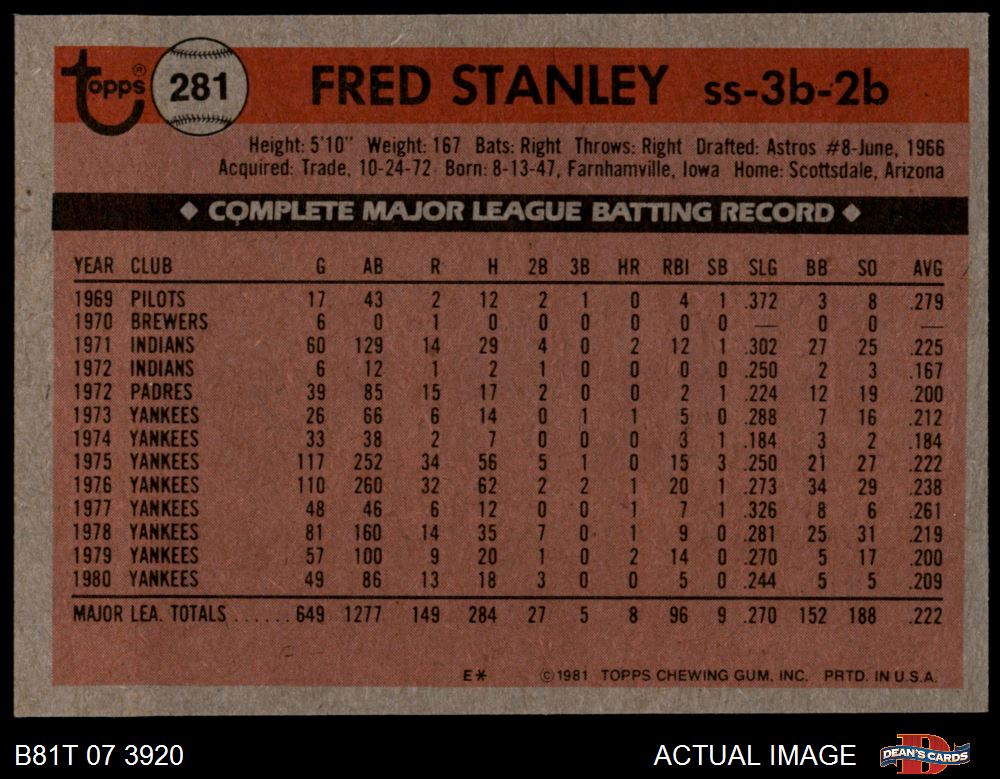 topps® 281 FRED STANLEY ss-3b-2b
Height: 5'10" Weight: 167 Bats: Right Throws: Right Drafted: Astros #8-June, 1966
Acquired: Trade, 10-24-72 Born: 8-13-47, Farnhamville, Iowa Home: Scottsdale, Arizona
◆ COMPLETE MAJOR LEAGUE BATTING RECORD ◆
YEAR CLUB G AB R H 2B 3B HR RBI SB SLG BB SO AVG
1969 PILOTS 17 43 2 12 2 1 0 4 1 .372 3 8 .279
1970 BREWERS 6 0 1 0 0 0 0 0 0 — 0 0 —
1971 INDIANS 60 129 14 29 4 0 2 12 1 .302 27 25 .225
1972 INDIANS 6 12 1 2 1 0 0 0 0 .250 2 3 .167
1972 PADRES 39 85 15 17 2 0 0 2 1 .224 12 19 .200
1973 YANKEES 26 66 6 14 0 1 1 5 0 .288 7 16 .212
1974 YANKEES 33 38 2 7 0 0 0 3 1 .184 3 2 .184
1975 YANKEES 117 252 34 56 5 1 0 15 3 .250 21 27 .222
1976 YANKEES 110 260 32 62 2 2 1 20 1 .273 34 29 .238
1977 YANKEES 48 46 6 12 0 0 1 7 1 .326 8 6 .261
1978 YANKEES 81 160 14 35 7 0 1 9 0 .281 25 31 .219
1979 YANKEES 57 100 9 20 1 0 2 14 0 .270 5 17 .200
1980 YANKEES 49 86 13 18 3 0 0 5 0 .244 5 5 .209
MAJOR LEA. TOTALS ...... 649 1277 149 284 27 5 8 96 9 .270 152 188 .222
E* ©1981 TOPPS CHEWING GUM, INC. PRTD. IN U.S.A.
B81T 07 3920 ACTUAL IMAGE DEAN'S CARDS